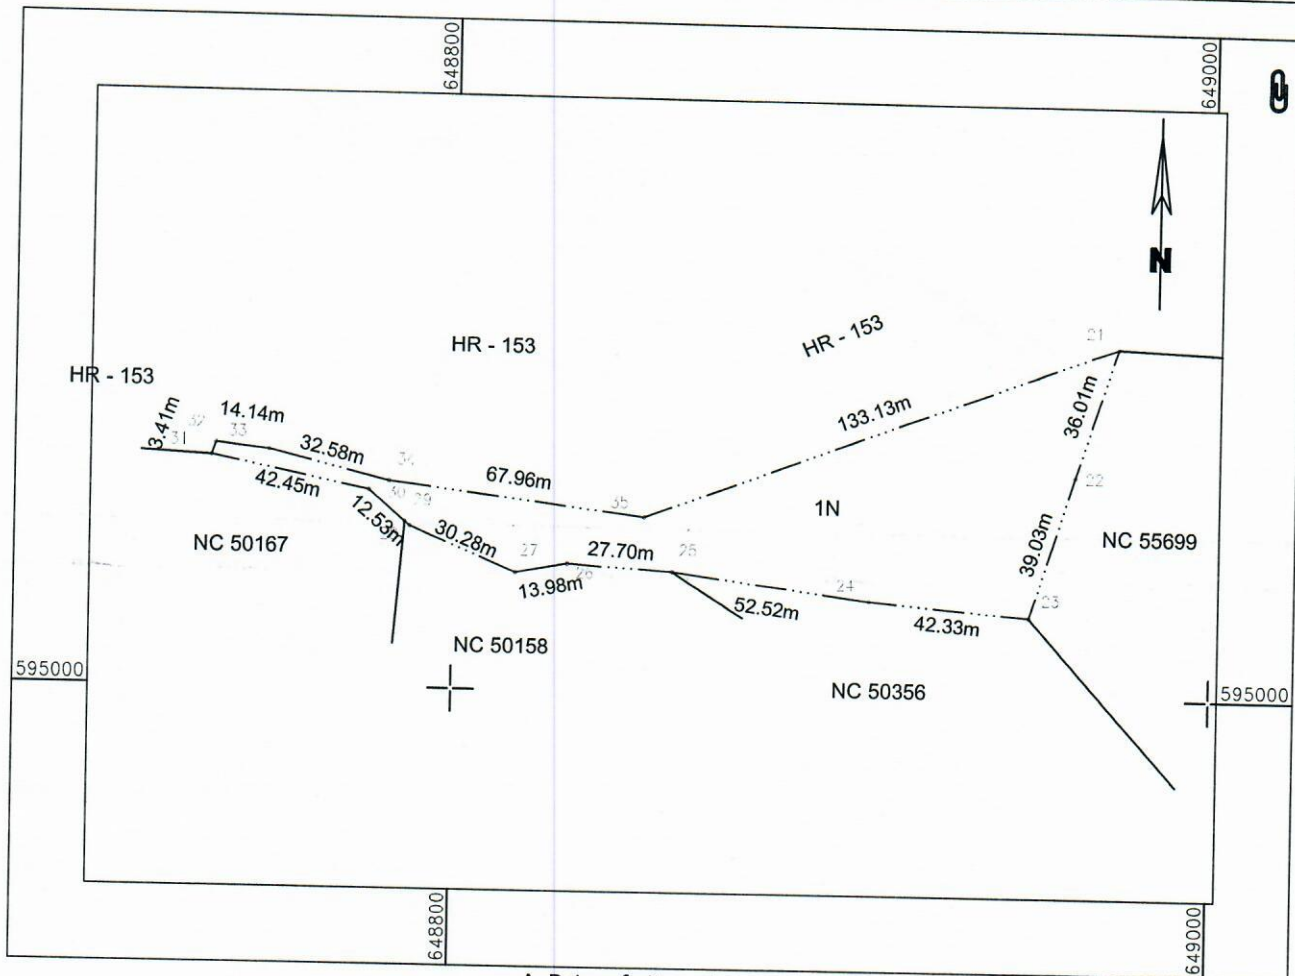 648800
649000
N
HR - 153
HR - 153
HR - 153
21
133.13m
36.01m
3.41m
32
14.14m
31
33
32.58m
34
42.45m
67.96m
22
30
29
35
1N
12.53m
30.28m
NC 50167
27
27.70m
25
39.03m
NC 55699
26
13.98m
24
23
52.52m
42.33m
NC 50158
NC 50356
595000
595000
648800
649000